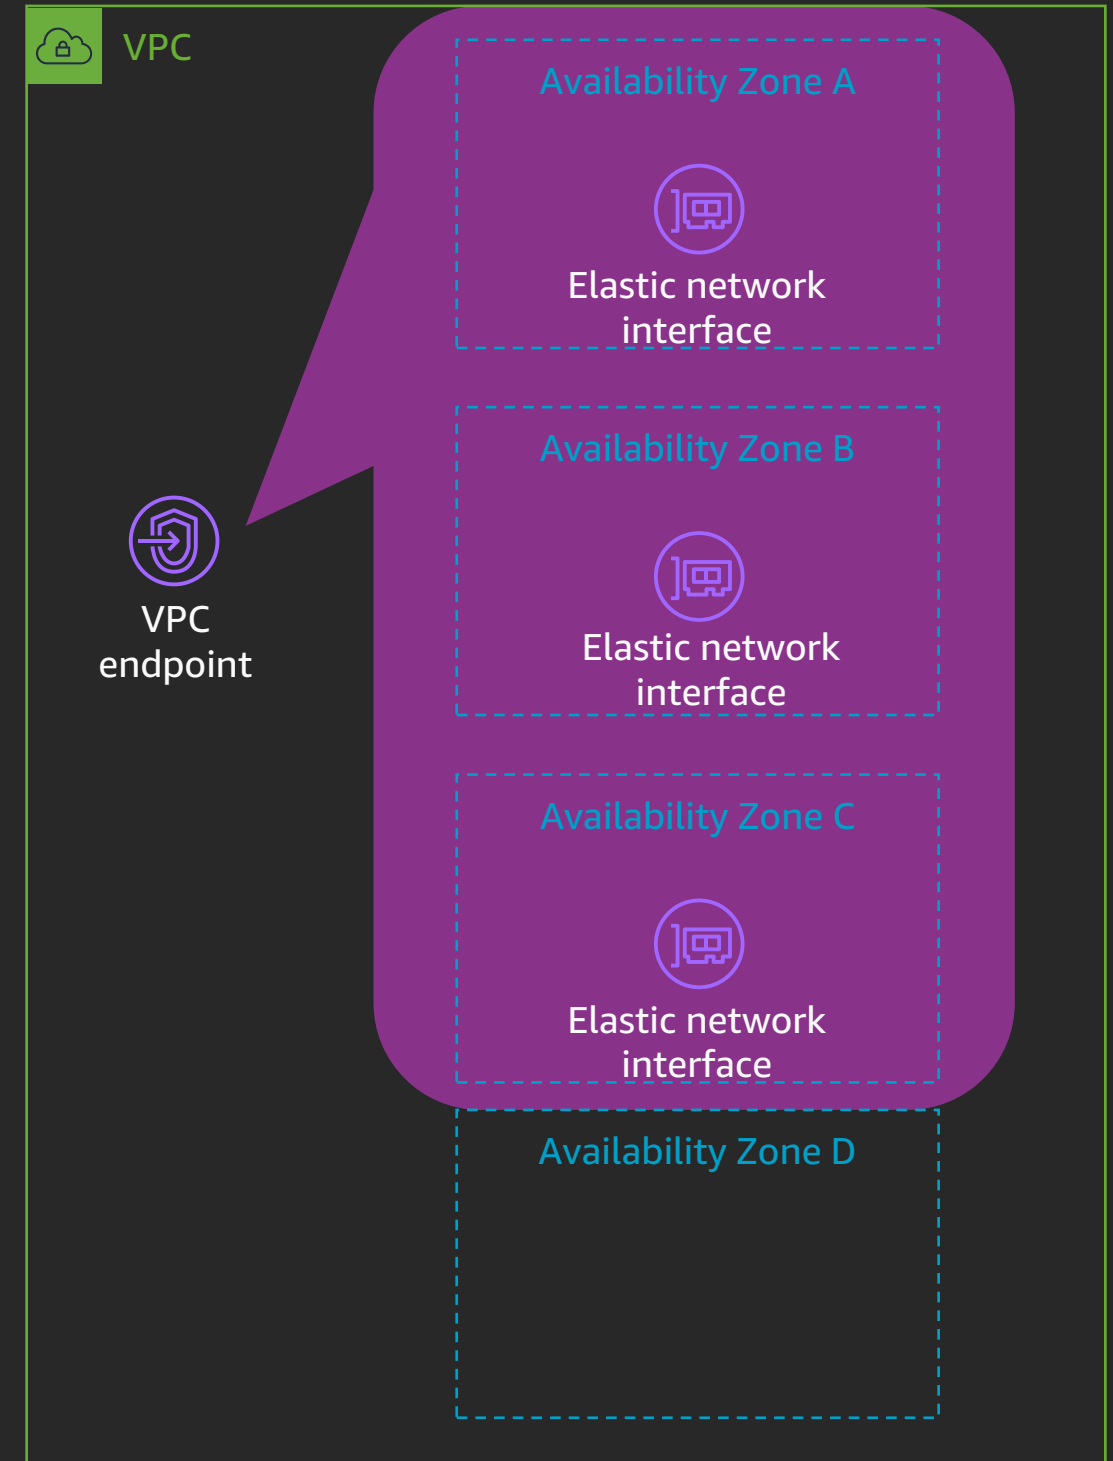 VPC
Availability Zone A
Elastic network
interface
Availability Zone B
Elastic network
interface
VPC
endpoint
Availability Zone C
Elastic network
interface
Availability Zone D